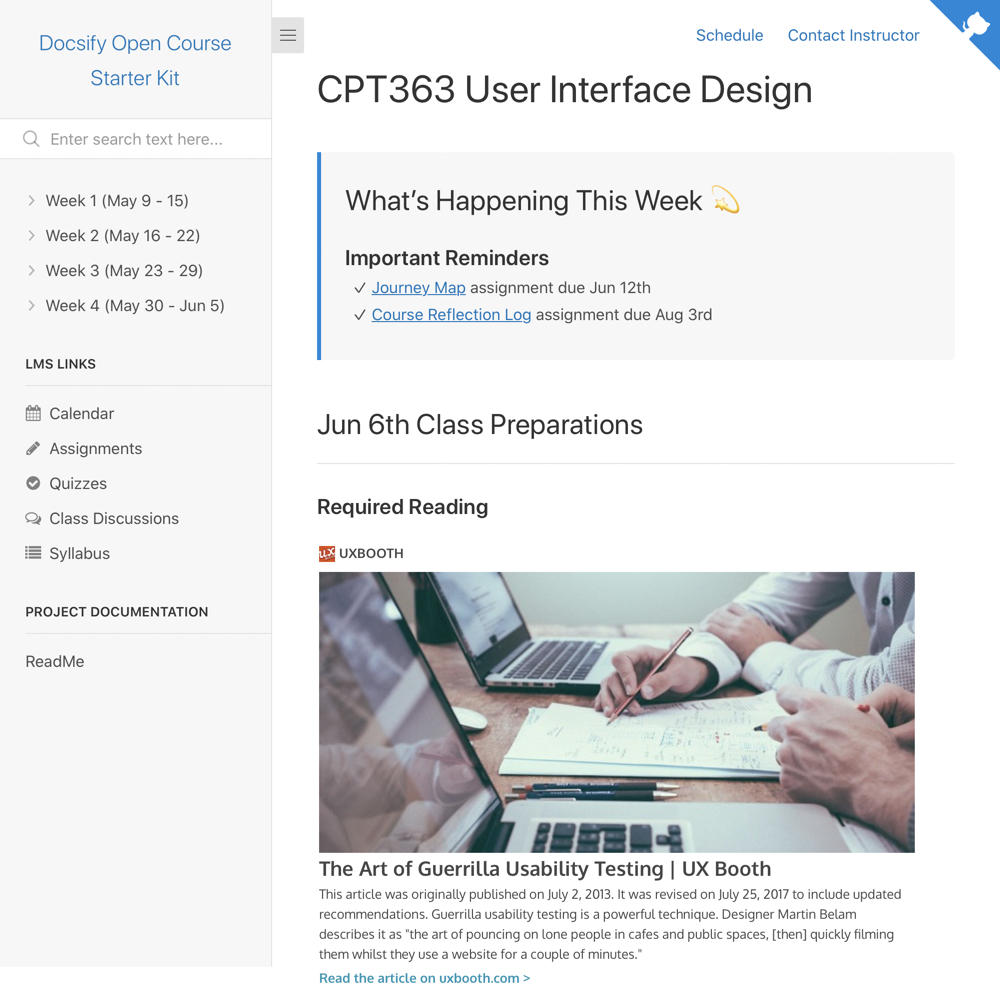 Docsify Open Course
Starter Kit
Enter search text here...
Week 1 (May 9 - 15)
Week 2 (May 16 - 22)
Week 3 (May 23 - 29)
Week 4 (May 30 - Jun 5)
LMS LINKS
Calendar
Assignments
Quizzes
Class Discussions
Syllabus
PROJECT DOCUMENTATION
ReadMe
Schedule Contact Instructor
CPT363 User Interface Design
What’s Happening This Week 💫
Important Reminders
✓ Journey Map assignment due Jun 12th
✓ Course Reflection Log assignment due Aug 3rd
Jun 6th Class Preparations
Required Reading
ux UXBOOTH
The Art of Guerrilla Usability Testing | UX Booth
This article was originally published on July 2, 2013. It was revised on July 25, 2017 to include updated
recommendations. Guerrilla usability testing is a powerful technique. Designer Martin Belam
describes it as "the art of pouncing on lone people in cafes and public spaces, [then] quickly filming
them whilst they use a website for a couple of minutes."
Read the article on uxbooth.com >